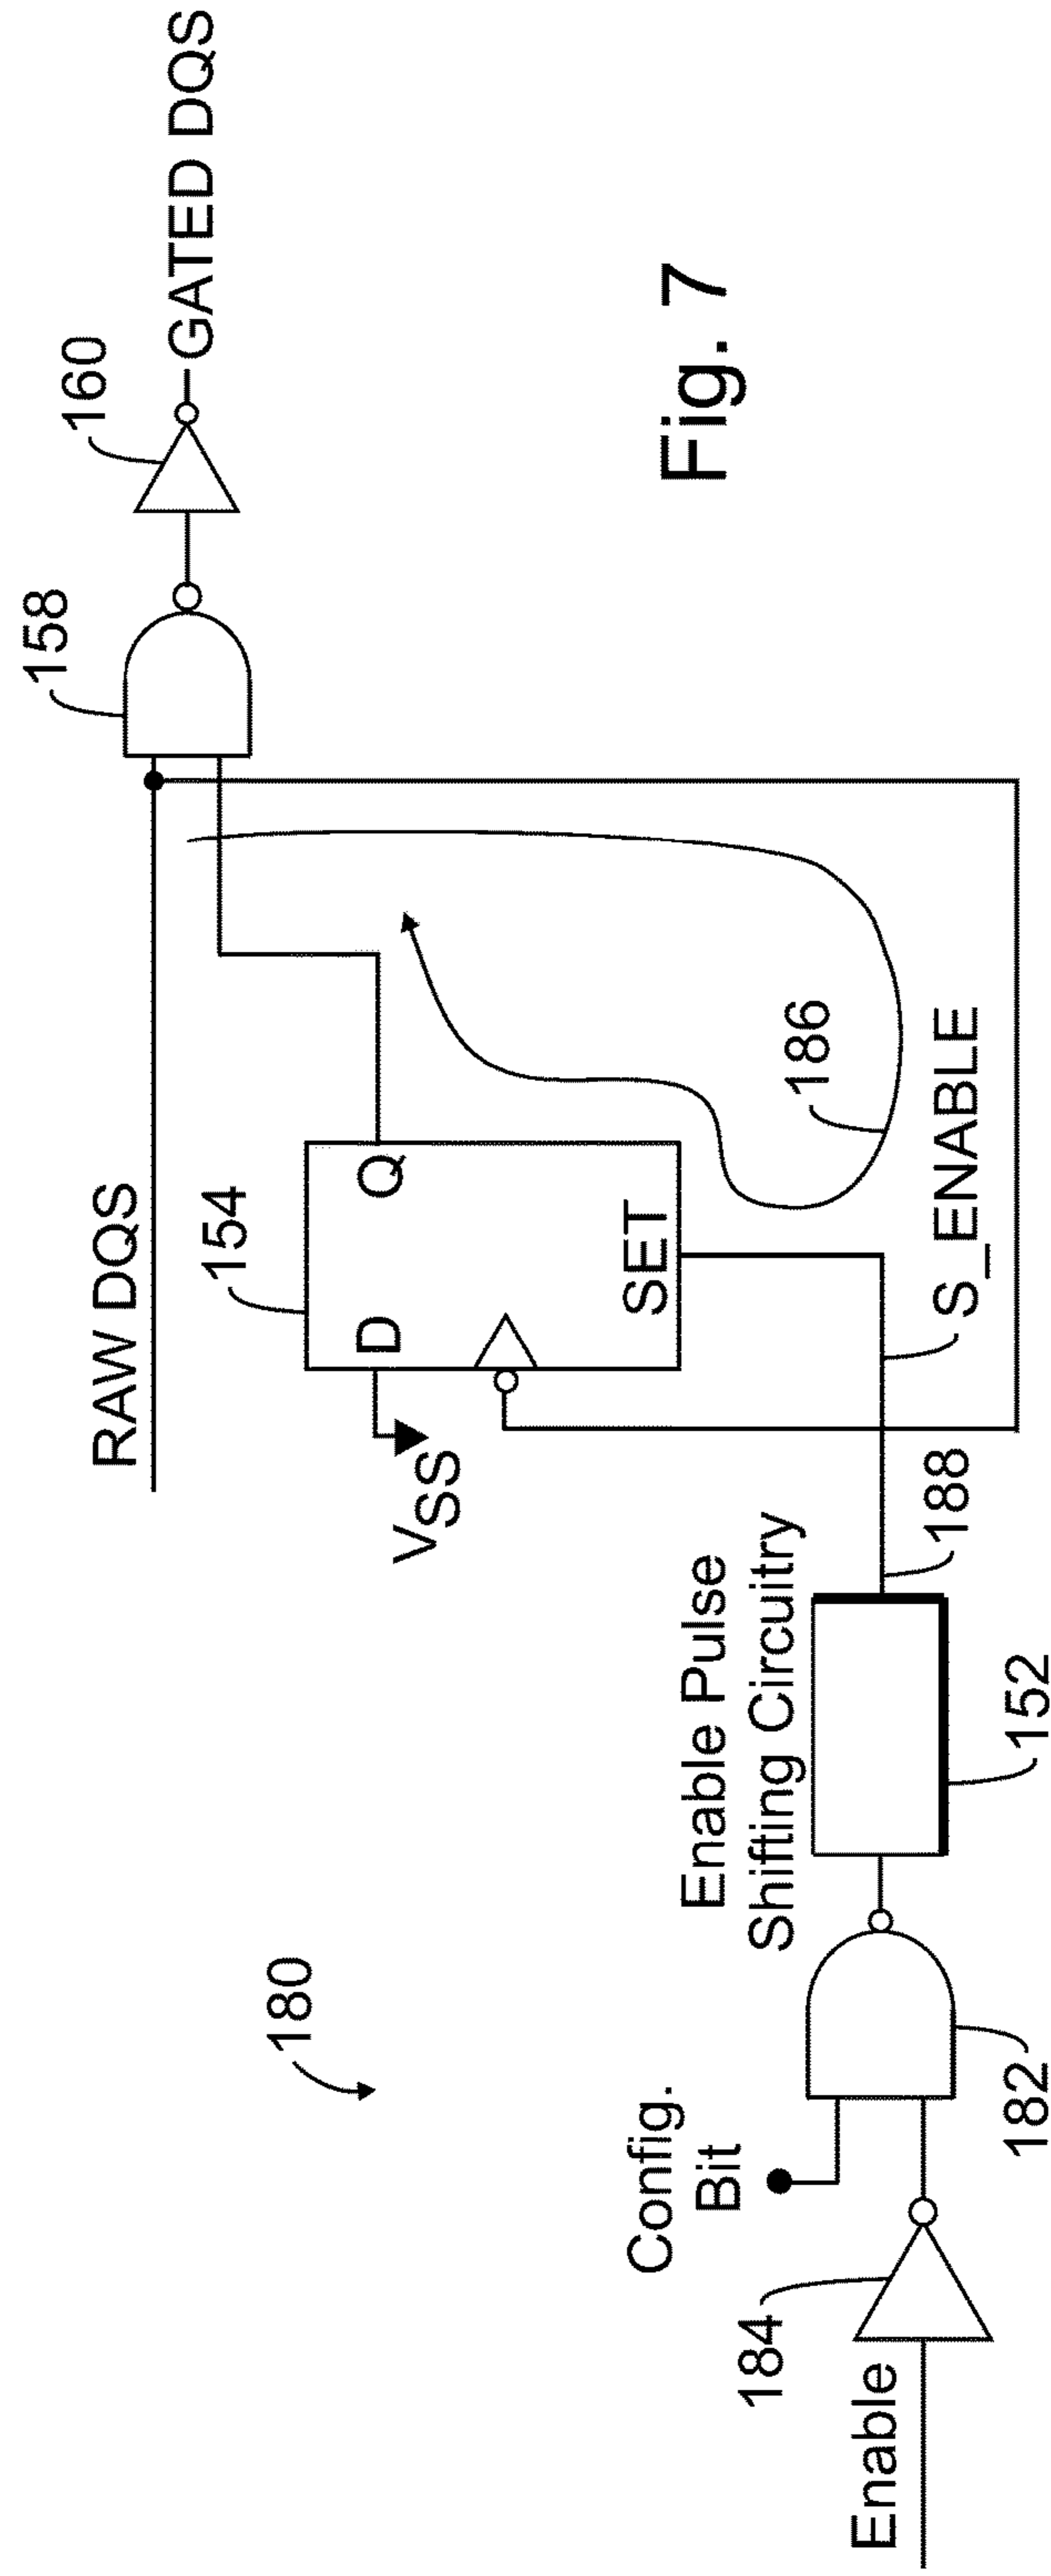 RAW DQS
158
160
GATED DQS
154
D
Q
SET
VSS
186
S_ENABLE
188
Enable Pulse
Shifting Circuitry
152
180
Config.
Bit
184
Enable
182
Fig. 7